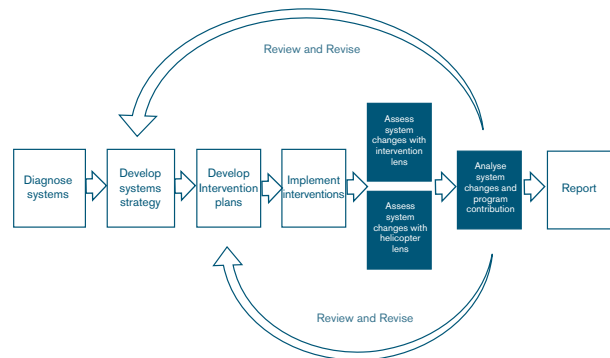 Review and Revise
Diagnose
systems
Develop
systems
strategy
Develop
Intervention
plans
Implement
interventions
Assess
system
changes with
intervention
lens
Assess
system
changes with
helicopter
lens
Analyse
system
changes and
program
contribution
Report
Review and Revise